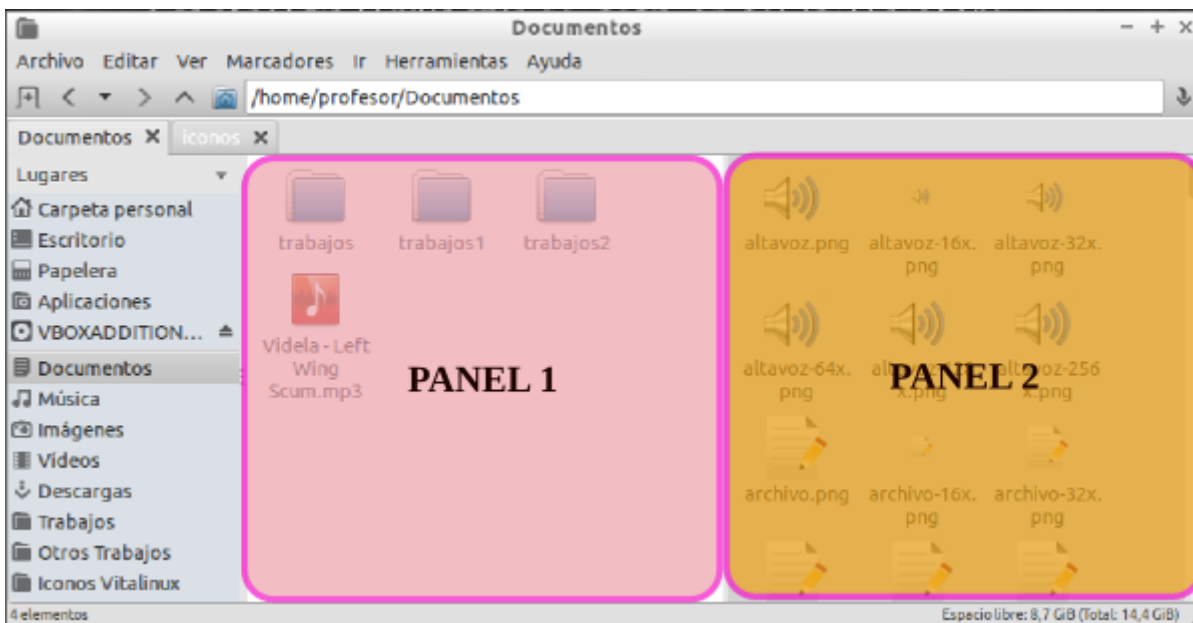 Documentos
Archivo Editar Ver Marcadores Ir Herramientas Ayuda
/home/profesor/Documentos
Documentos iconos
Lugares
Carpeta personal
Escritorio
Papelera
Aplicaciones
VBOXADDITION...
Documentos
Música
Imágenes
Vídeos
Descargas
Trabajos
Otros Trabajos
Iconos Vitalinux
trabajos trabajos1 trabajos2
Videla - Left
Wing
Scum.mp3
PANEL 1
altavoz.png altavoz-16x. altavoz-32x.
png png
altavoz-64x. altavoz-256
png x.png x.png
PANEL 2
archivo.png archivo-16x. archivo-32x.
png png
4 elementos
Espacio libre: 8,7 GiB (Total: 14,4 GiB)